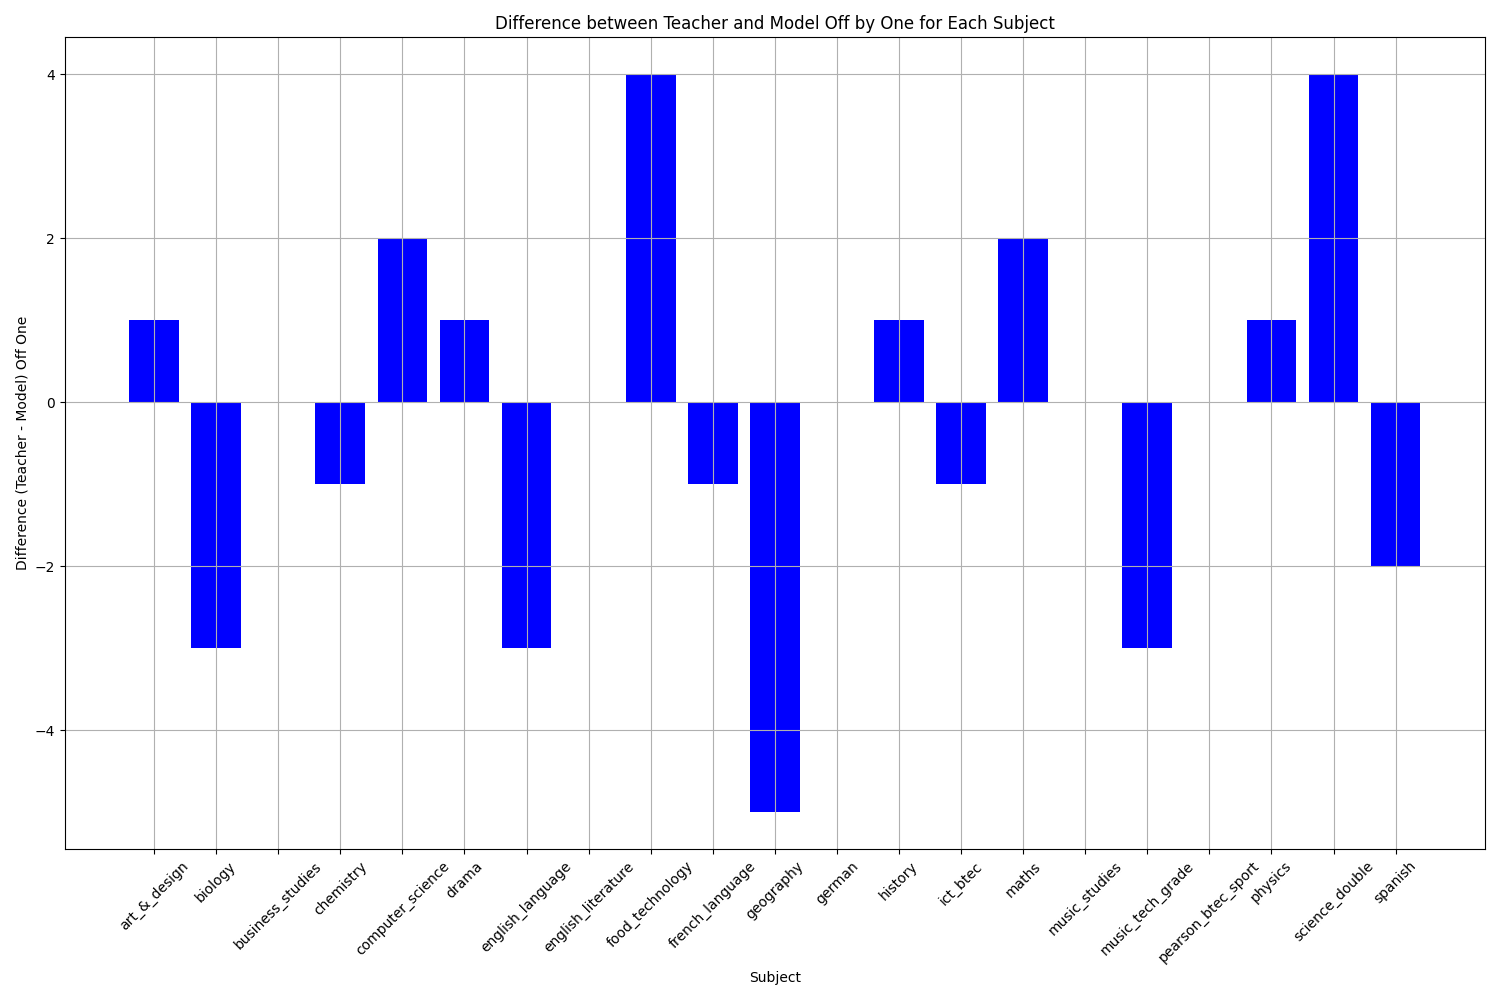 Difference between Teacher and Model Off by One for Each Subject
Difference (Teacher - Model) Off One
4
2
0
−2
−4
art_&_design
biology
business_studies
chemistry
computer_science
drama
english_language
english_literature
food_technology
french_language
geography
german
history
ict_btec
maths
music_studies
music_tech_grade
pearson_btec_sport
physics
science_double
spanish
Subject